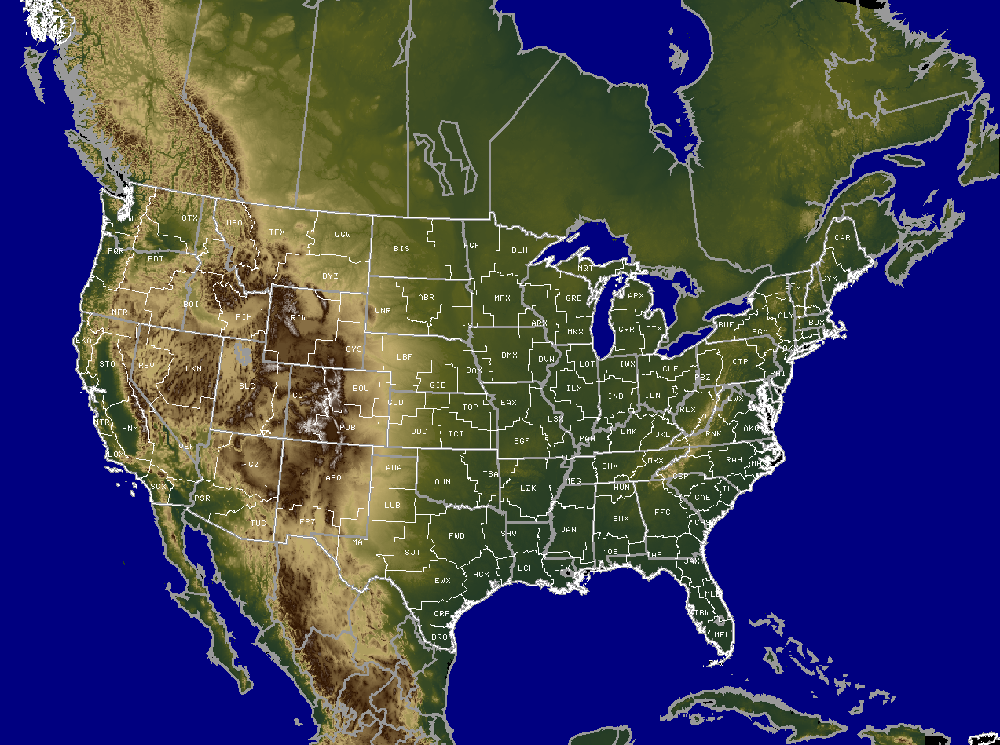 OTX
MSO
TFX
GGW
BIS
FGF
DLH
CAR
PQR
PDT
BYZ
MQT
GYX
BTV
BOI
PIH
RIW
UNR
ABR
MPX
GRB
APX
MFR
CYS
FSD
ARX
MKX
GRR
DTX
BUF
BGM
ALY
BOX
EKA
STO
REV
LKN
SLC
GJT
BOU
LBF
GID
OAX
DMX
DVN
LOT
IWX
CLE
PBZ
CTP
PHI
GLD
TOP
EAX
ILX
IND
ILN
RLX
LWX
MTR
HNX
VEF
PUB
DDC
ICT
SGF
LSX
PAH
LMK
JKL
RNK
AKQ
LOX
FGZ
ABQ
AMA
OUN
TSA
LZK
MEG
OHX
MRX
GSP
RAH
SGX
PSR
LUB
HUN
CAE
ILM
TWC
EPZ
MAF
SJT
FWD
SHV
JAN
BMX
FFC
CHS
EWX
HGX
LCH
LIX
MOB
TAE
JAX
CRP
BRO
TBW
MFL